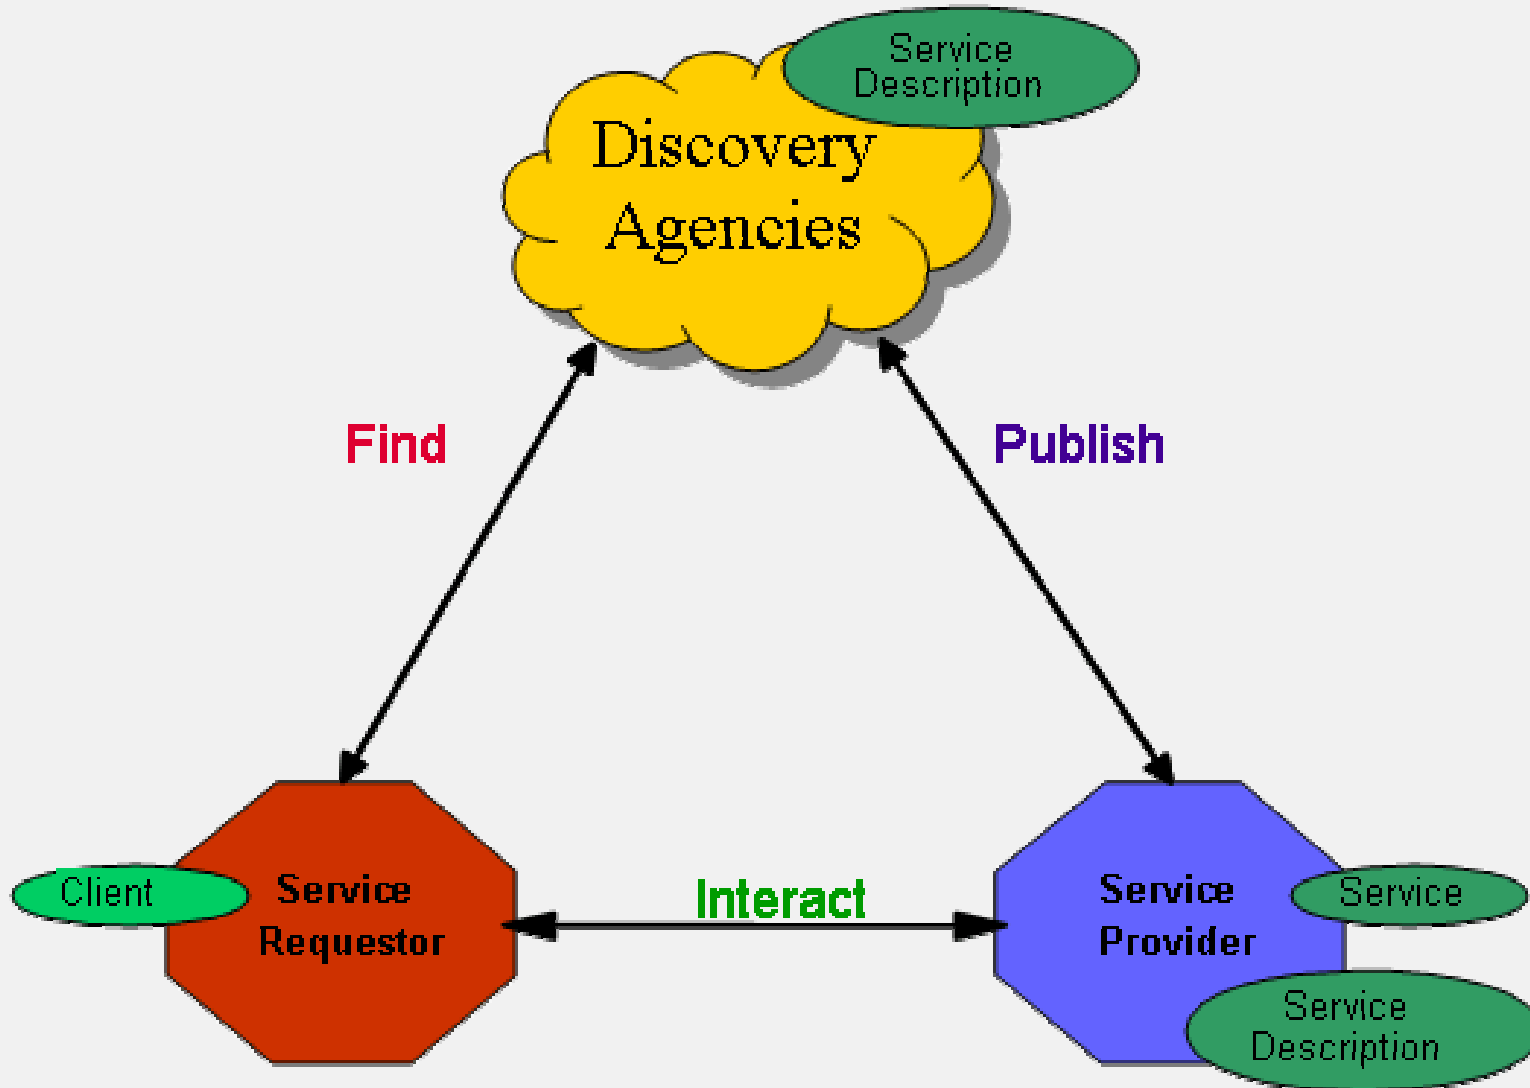 Service
Description
Discovery
Agencies
Find
Publish
Client
Service
Requestor
Interact
Service
Provider
Service
Service
Description